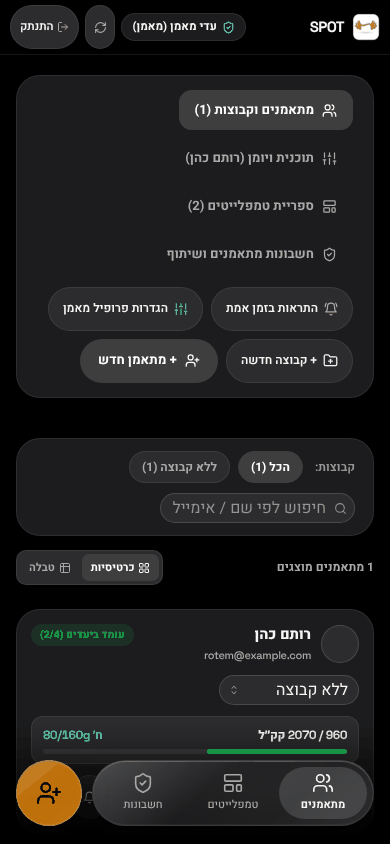 SPOT
עדי מאמן (מאמן)
התנתק
מתאמנים וקבוצות (1)
תוכנית ויומן (רותם כהן)
ספריית טמפלייטים (2)
חשבונות מתאמנים ושיתוף
התראות בזמן אמת
הגדרות פרופיל מאמן
+ קבוצה חדשה
+ מתאמן חדש
קבוצות:
הכל (1)
ללא קבוצה (1)
חיפוש לפי שם / אימייל
1 מתאמנים מוצגים
כרטיסיות
טבלה
רותם כהן
עומד ביעדים (2/4)
rotem@example.com
ללא קבוצה
960 / 2070 קק״ל
80/160g ח'
מתאמנים
טמפלייטים
חשבונות